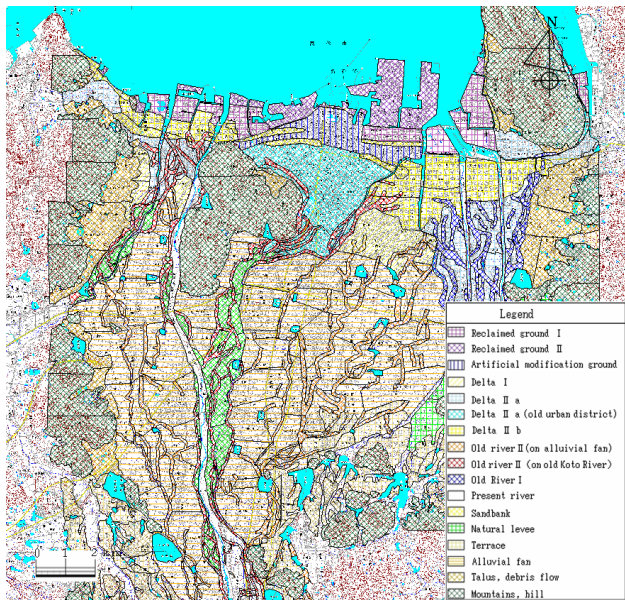 N
Legend
Reclaimed ground Ⅰ
Reclaimed ground Ⅱ
Artificial modification ground
Delta Ⅰ
Delta Ⅱ a
Delta Ⅱ a (old urban district)
Delta Ⅱ b
Old river Ⅱ (on alluivial fan)
Old river Ⅱ (on old Koto River)
Old River Ⅰ
Present river
Sandbank
Natural levee
Terrace
Alluvial fan
Talus, debris flow
Mountains, hill
0 1 2